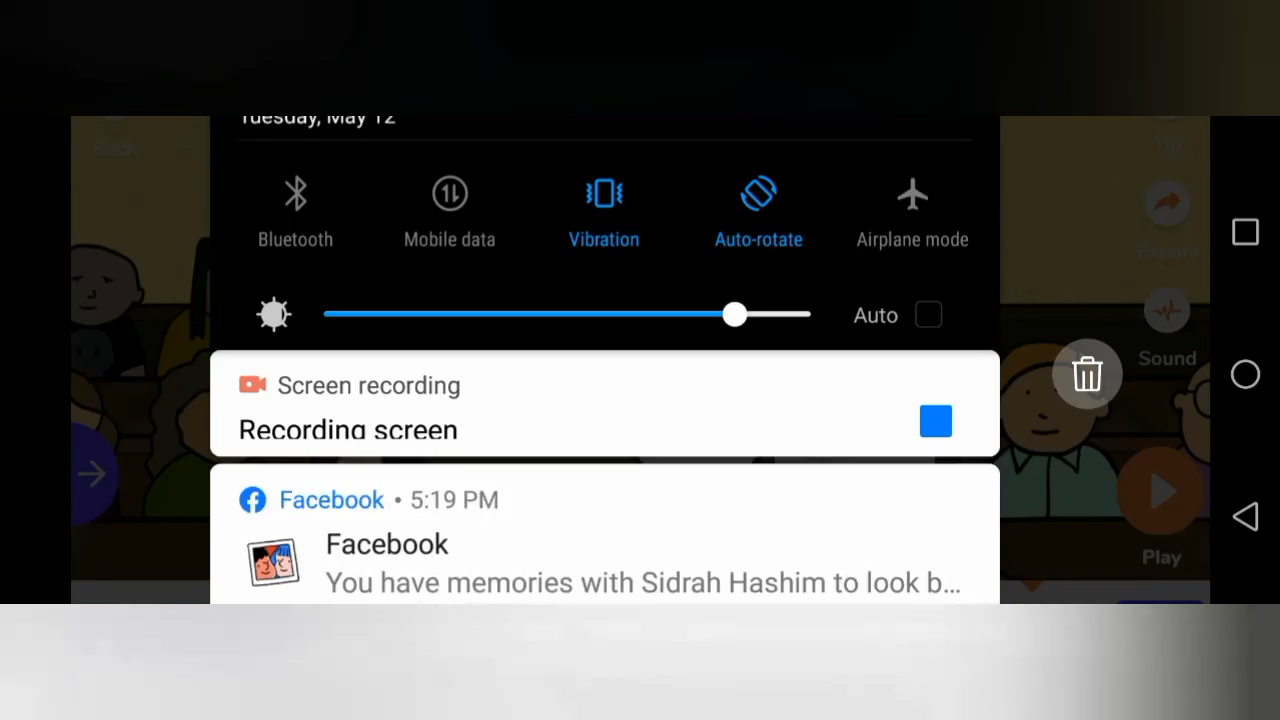 Tuesday, May 12
Bluetooth
Mobile data
Vibration
Auto-rotate
Airplane mode
Auto
Screen recording
Recording screen
Facebook • 5:19 PM
Facebook
You have memories with Sidrah Hashim to look b…
Sound
Play